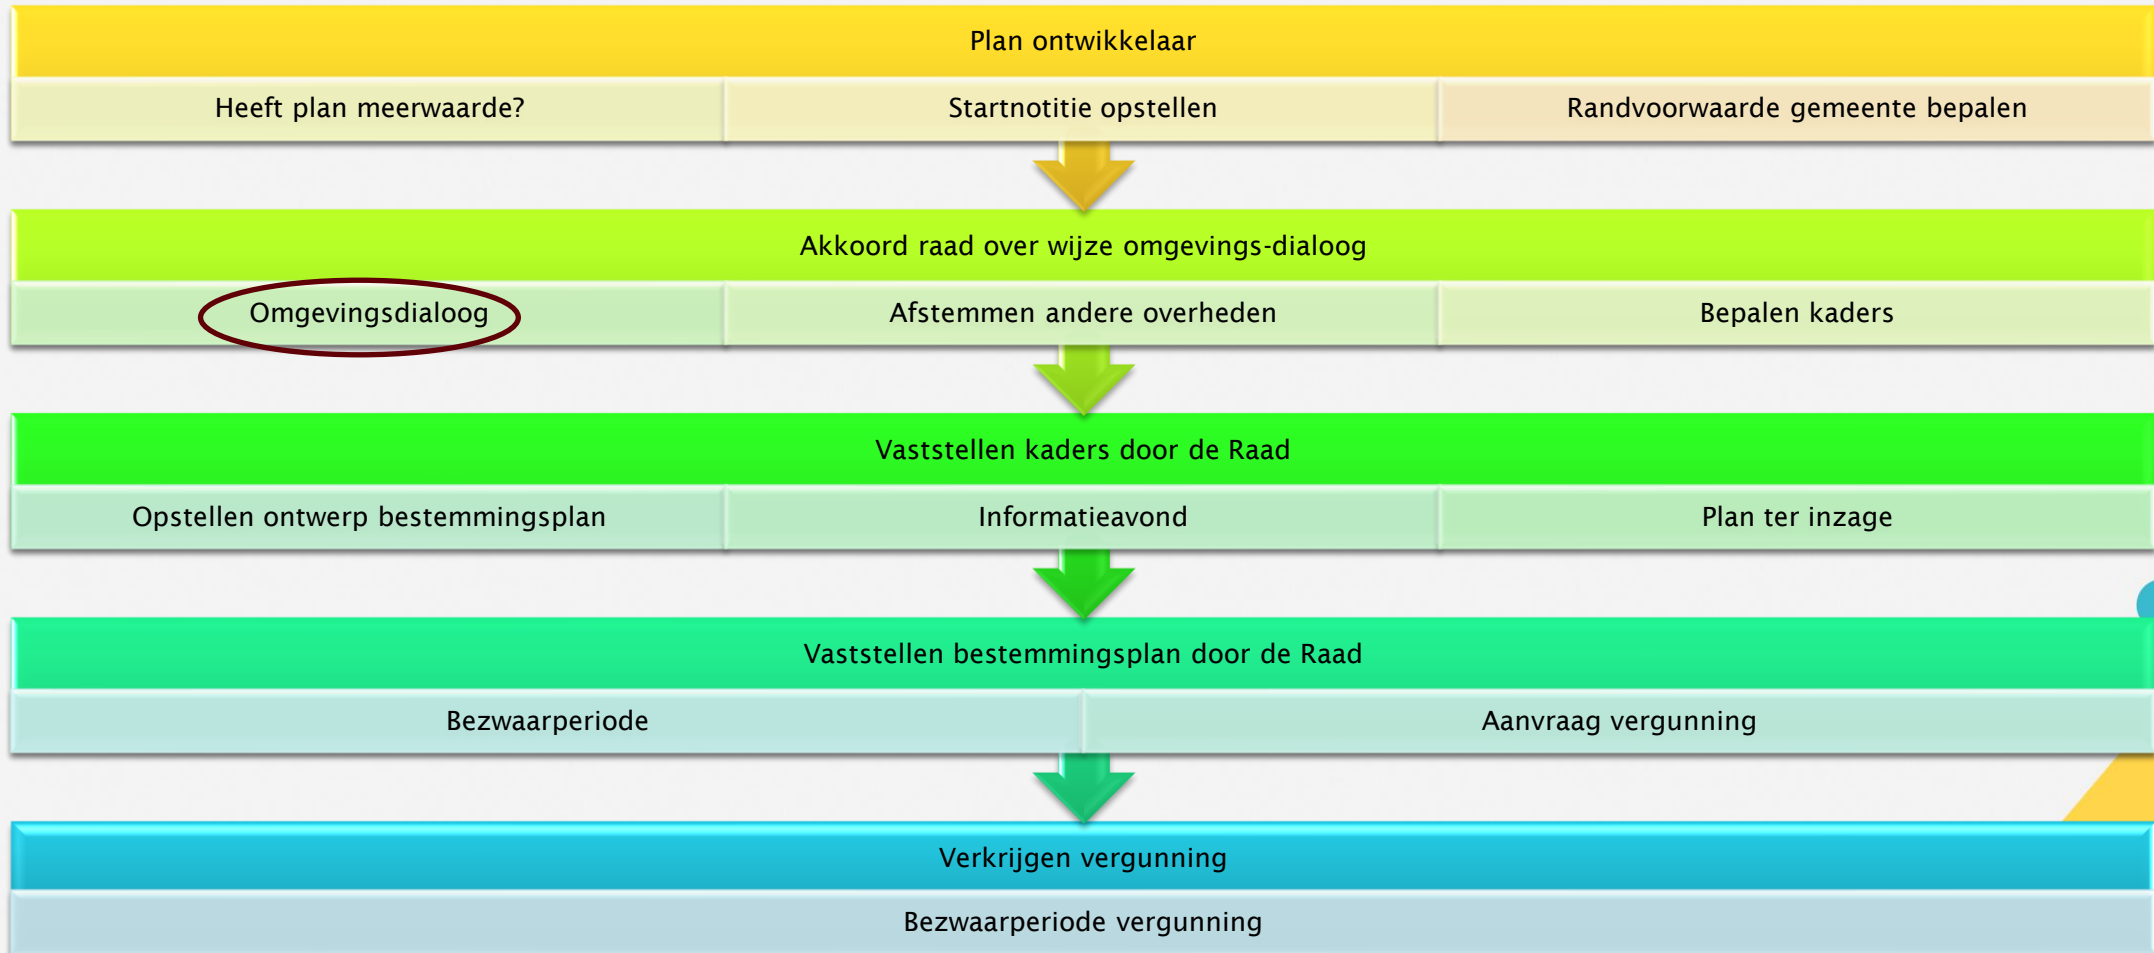 Plan ontwikkelaar
Heeft plan meerwaarde?
Startnotitie opstellen
Randvoorwaarde gemeente bepalen
Akkoord raad over wijze omgevings-dialoog
Omgevingsdialoog
Afstemmen andere overheden
Bepalen kaders
Vaststellen kaders door de Raad
Opstellen ontwerp bestemmingsplan
Informatieavond
Plan ter inzage
Vaststellen bestemmingsplan door de Raad
Bezwaarperiode
Aanvraag vergunning
Verkrijgen vergunning
Bezwaarperiode vergunning